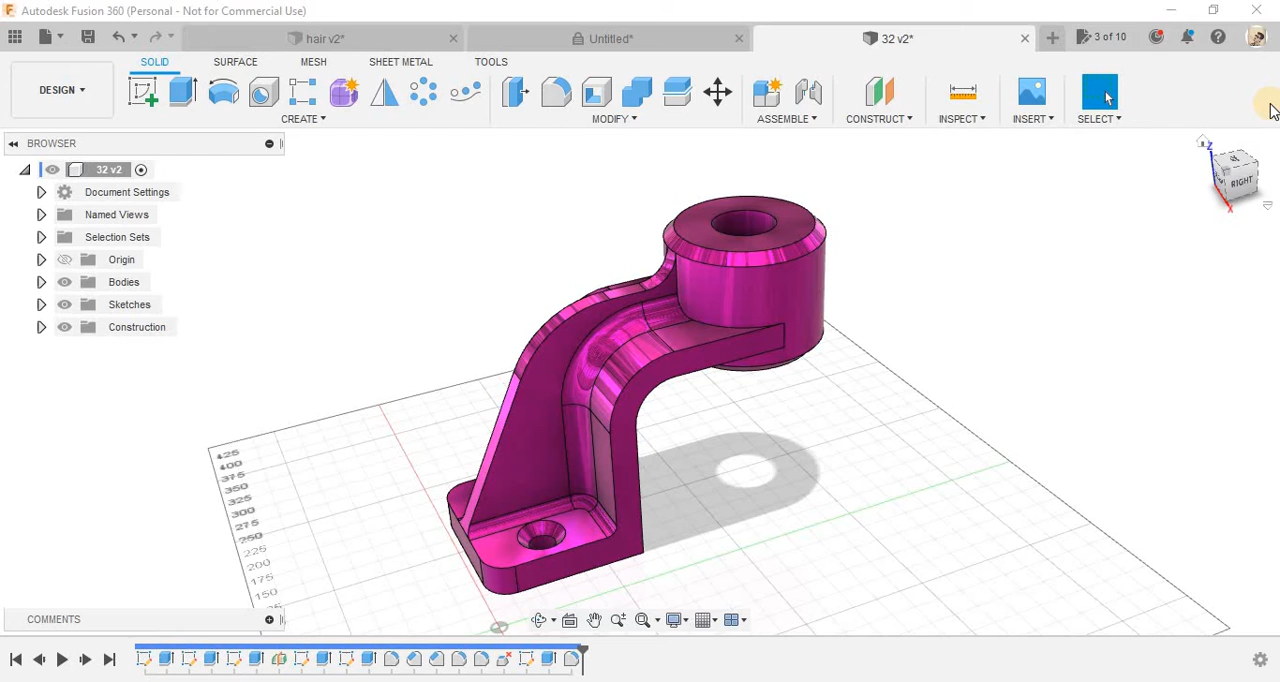 Autodesk Fusion 360 (Personal - Not for Commercial Use)
hair v2*
Untitled*
32 v2*
3 of 10
DESIGN
SOLID
SURFACE
MESH
SHEET METAL
TOOLS
CREATE
MODIFY
ASSEMBLE
CONSTRUCT
INSPECT
INSERT
SELECT
BROWSER
32 v2
Document Settings
Named Views
Selection Sets
Origin
Bodies
Sketches
Construction
Z
RIGHT
X
425
400
375
350
325
300
275
250
225
200
175
150
COMMENTS